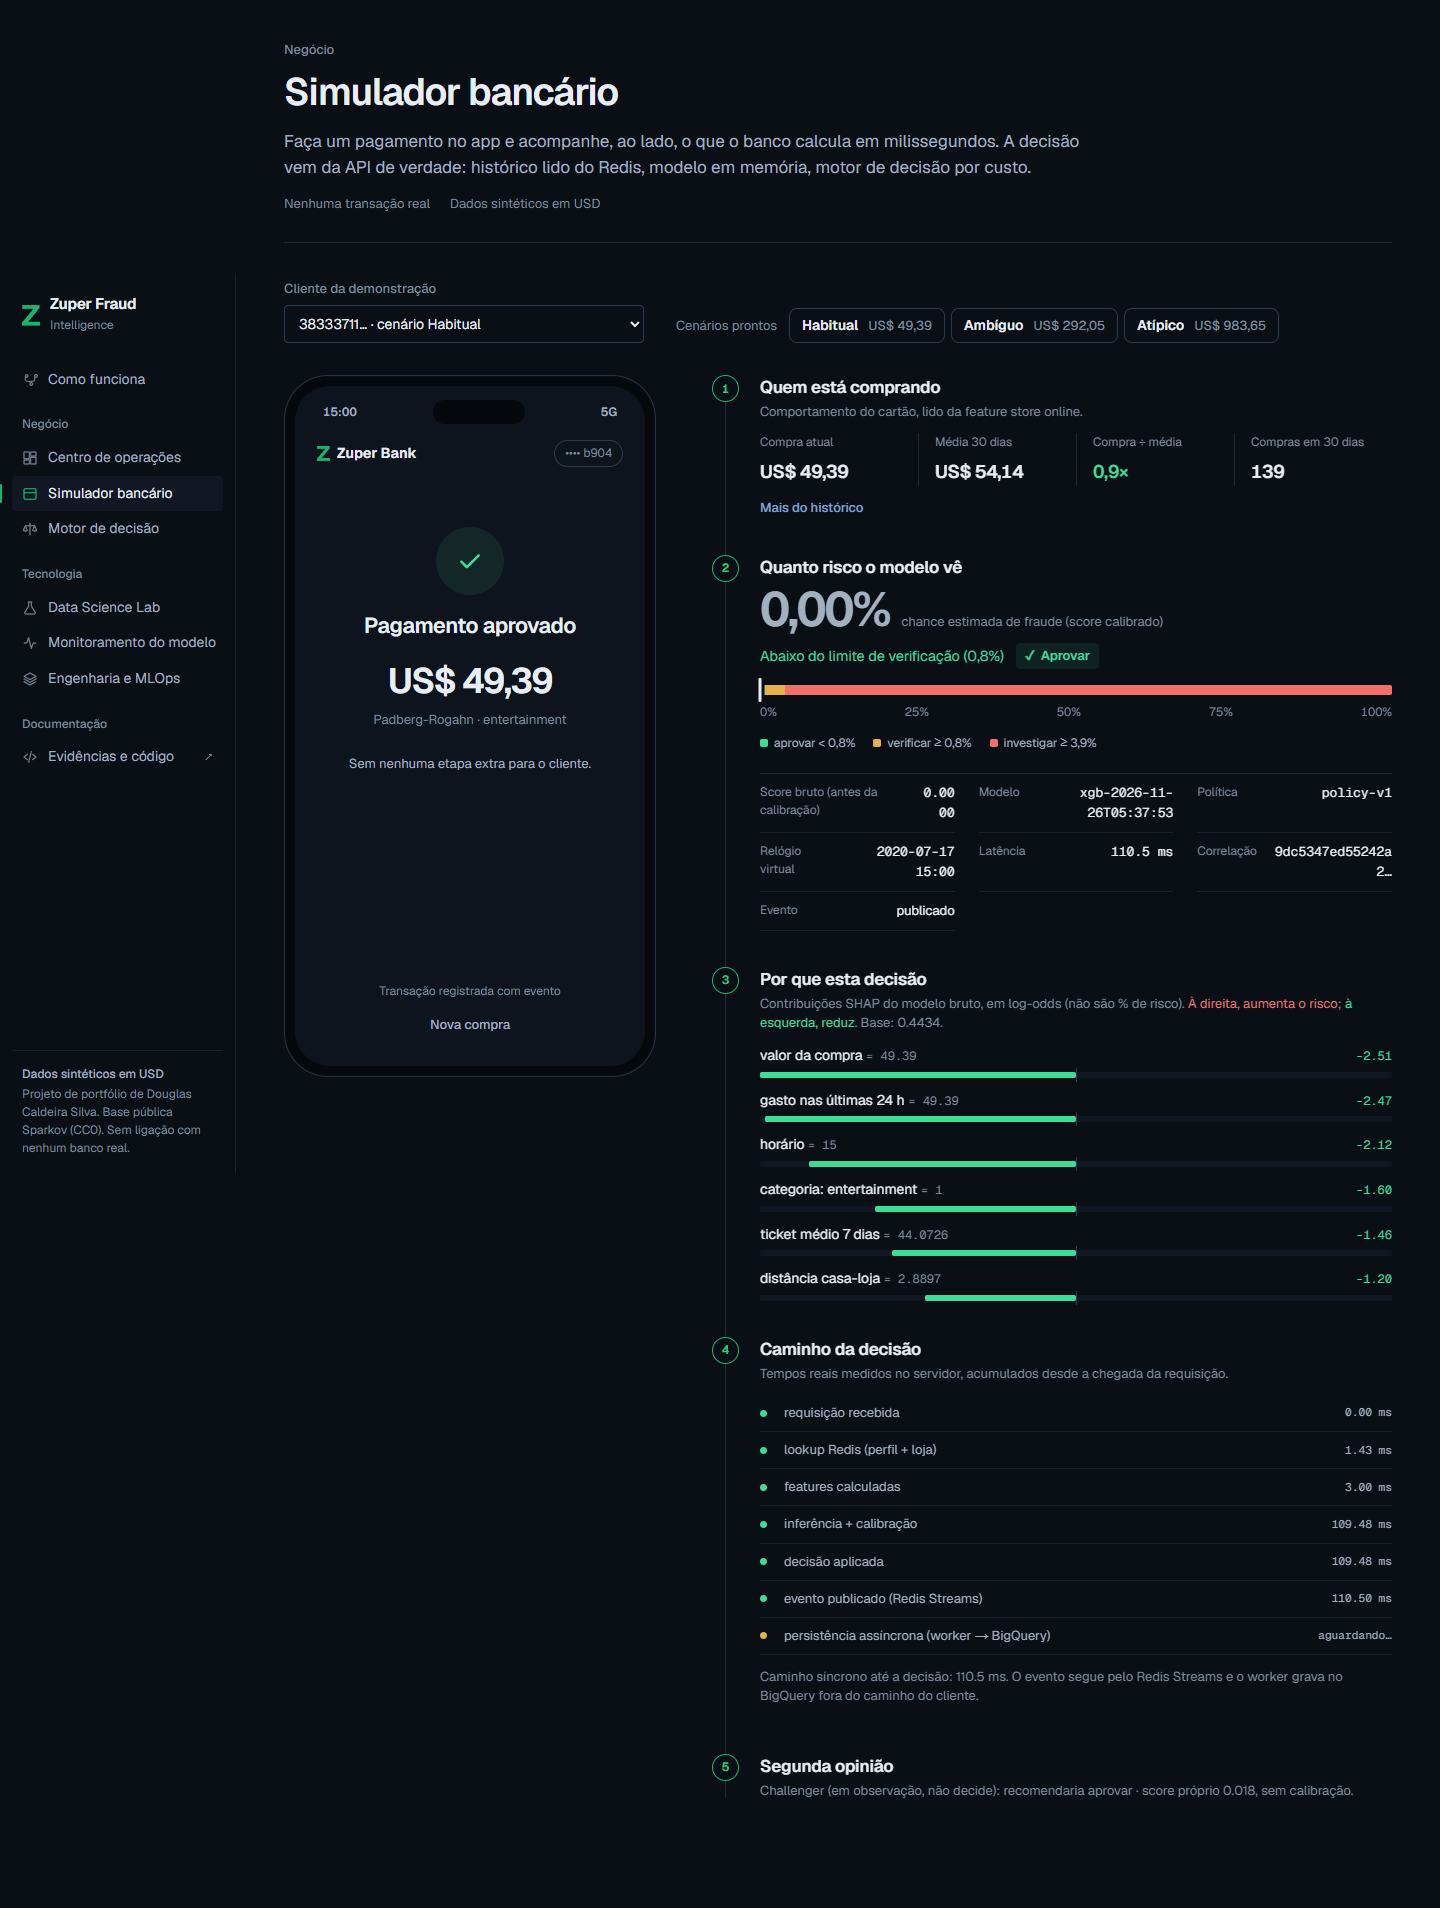 Negócio
Simulador bancário
Faça um pagamento no app e acompanhe, ao lado, o que o banco calcula em milissegundos. A decisão
vem da API de verdade: histórico lido do Redis, modelo em memória, motor de decisão por custo.
Nenhuma transação real Dados sintéticos em USD
Zuper Fraud
Intelligence
Como funciona
Negócio
Centro de operações
Simulador bancário
Motor de decisão
Tecnologia
Data Science Lab
Monitoramento do modelo
Engenharia e MLOps
Documentação
Evidências e código ↗
Dados sintéticos em USD
Projeto de portfólio de Douglas
Caldeira Silva. Base pública
Sparkov (CC0). Sem ligação com
nenhum banco real.
Cliente da demonstração
38333711… · cenário Habitual
Cenários prontos
Habitual US$ 49,39
Ambíguo US$ 292,05
Atípico US$ 983,65
15:00 5G
Zuper Bank
•••• b904
Pagamento aprovado
US$ 49,39
Padberg-Rogahn · entertainment
Sem nenhuma etapa extra para o cliente.
Transação registrada com evento
Nova compra
1
Quem está comprando
Comportamento do cartão, lido da feature store online.
Compra atual Média 30 dias Compra ÷ média Compras em 30 dias
US$ 49,39 US$ 54,14 0,9× 139
Mais do histórico
2
Quanto risco o modelo vê
0,00% chance estimada de fraude (score calibrado)
Abaixo do limite de verificação (0,8%) ✓ Aprovar
0% 25% 50% 75% 100%
aprovar < 0,8% verificar ≥ 0,8% investigar ≥ 3,9%
Score bruto (antes da
calibração)
0.00
00
Modelo
xgb-2026-11-
26T05:37:53
Política
policy-v1
Relógio
virtual
2020-07-17
15:00
Latência
110.5 ms
Correlação
9dc5347ed55242a
2…
Evento
publicado
3
Por que esta decisão
Contribuições SHAP do modelo bruto, em log-odds (não são % de risco). À direita, aumenta o risco; à
esquerda, reduz. Base: 0.4434.
valor da compra = 49.39 -2.51
gasto nas últimas 24 h = 49.39 -2.47
horário = 15 -2.12
categoria: entertainment = 1 -1.60
ticket médio 7 dias = 44.0726 -1.46
distância casa-loja = 2.8897 -1.20
4
Caminho da decisão
Tempos reais medidos no servidor, acumulados desde a chegada da requisição.
requisição recebida 0.00 ms
lookup Redis (perfil + loja) 1.43 ms
features calculadas 3.00 ms
inferência + calibração 109.48 ms
decisão aplicada 109.48 ms
evento publicado (Redis Streams) 110.50 ms
persistência assíncrona (worker → BigQuery) aguardando…
Caminho síncrono até a decisão: 110.5 ms. O evento segue pelo Redis Streams e o worker grava no
BigQuery fora do caminho do cliente.
5
Segunda opinião
Challenger (em observação, não decide): recomendaria aprovar · score próprio 0.018, sem calibração.